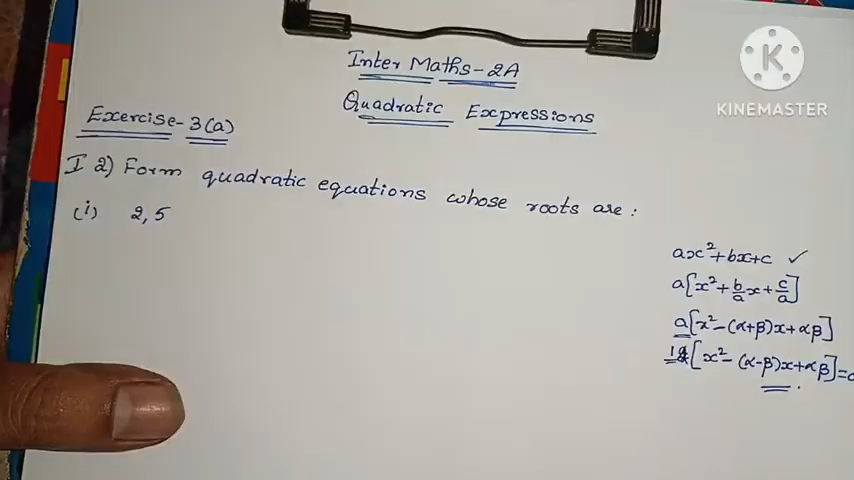 Inter Maths-2A
Quadratic Expressions
Exercise-3(a)
I 2) Form quadratic equations whose roots are:
(i) 2,5
ax²+bx+c ✓
a[x²+b/a x+c/a]
a[x²-(α+β)x+αβ]
[x²-(α-β)x+αβ]=0
K
KINEMASTER